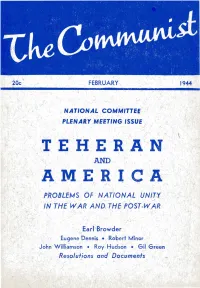 The Communist
20c FEBRUARY 1944
NATIONAL COMMITTEE
PLENARY MEETING ISSUE
TEHERAN
AND
AMERICA
PROBLEMS OF NATIONAL UNITY
IN THE WAR AND THE POST-WAR
Earl Browder
Eugene Dennis • Robert Minor
John Williamson • Roy Hudson • Gil Green
Resolutions and Documents